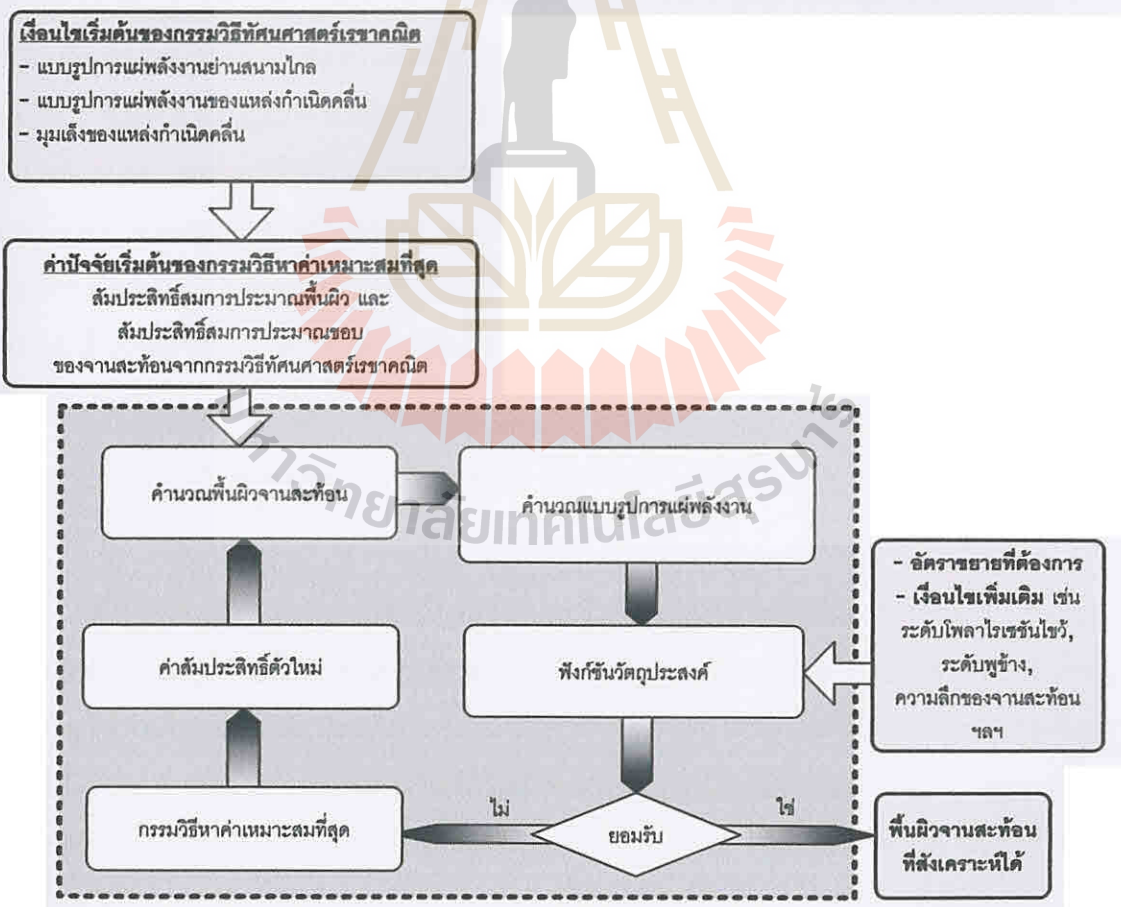 เงื่อนไขเริ่มต้นของกรรมวิธีทัศนศาสตร์เรขาคณิต
- แบบรูปการแผ่พลังงานย่านสนามไกล
- แบบรูปการแผ่พลังงานของแหล่งกำเนิดคลื่น
- มุมเล็งของแหล่งกำเนิดคลื่น
ค่าปัจจัยเริ่มต้นของกรรมวิธีหาค่าเหมาะสมที่สุด
สัมประสิทธิ์สมการประมาณพื้นผิว และ
สัมประสิทธิ์สมการประมาณขอบ
ของจานสะท้อนจากกรรมวิธีทัศนศาสตร์เรขาคณิต
คำนวณพื้นผิวจานสะท้อน
คำนวณแบบรูปการแผ่พลังงาน
- อัตราขยายที่ต้องการ
- เงื่อนไขเพิ่มเติม เช่น
ระดับโพลาไรเซชันไขว้,
ระดับพูข้าง,
ความลึกของจานสะท้อน
ฯลฯ
ค่าสัมประสิทธิ์ตัวใหม่
ฟังก์ชันวัตถุประสงค์
กรรมวิธีหาค่าเหมาะสมที่สุด
ไม่
ยอมรับ
ใช่
พื้นผิวจานสะท้อน
ที่สังเคราะห์ได้
มหาวิทยาลัยเทคโนโลยีสุรนารี